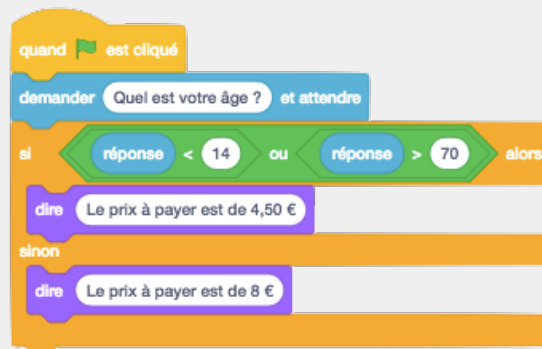 quand est cliqué
demander Quel est votre âge ? et attendre
si réponse < 14 ou réponse > 70 alors
dire Le prix à payer est de 4,50 €
sinon
dire Le prix à payer est de 8 €